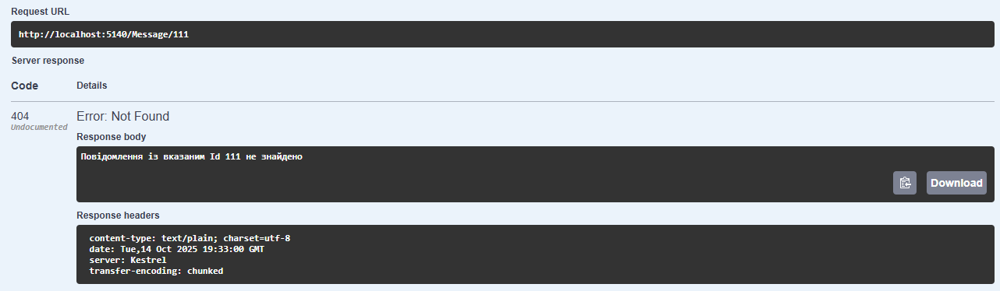 Request URL
http://localhost:5140/Message/111
Server response
Code Details
404 Error: Not Found
Undocumented
Response body
Повідомлення із вказаним Id 111 не знайдено
Download
Response headers
content-type: text/plain; charset=utf-8
date: Tue,14 Oct 2025 19:33:00 GMT
server: Kestrel
transfer-encoding: chunked